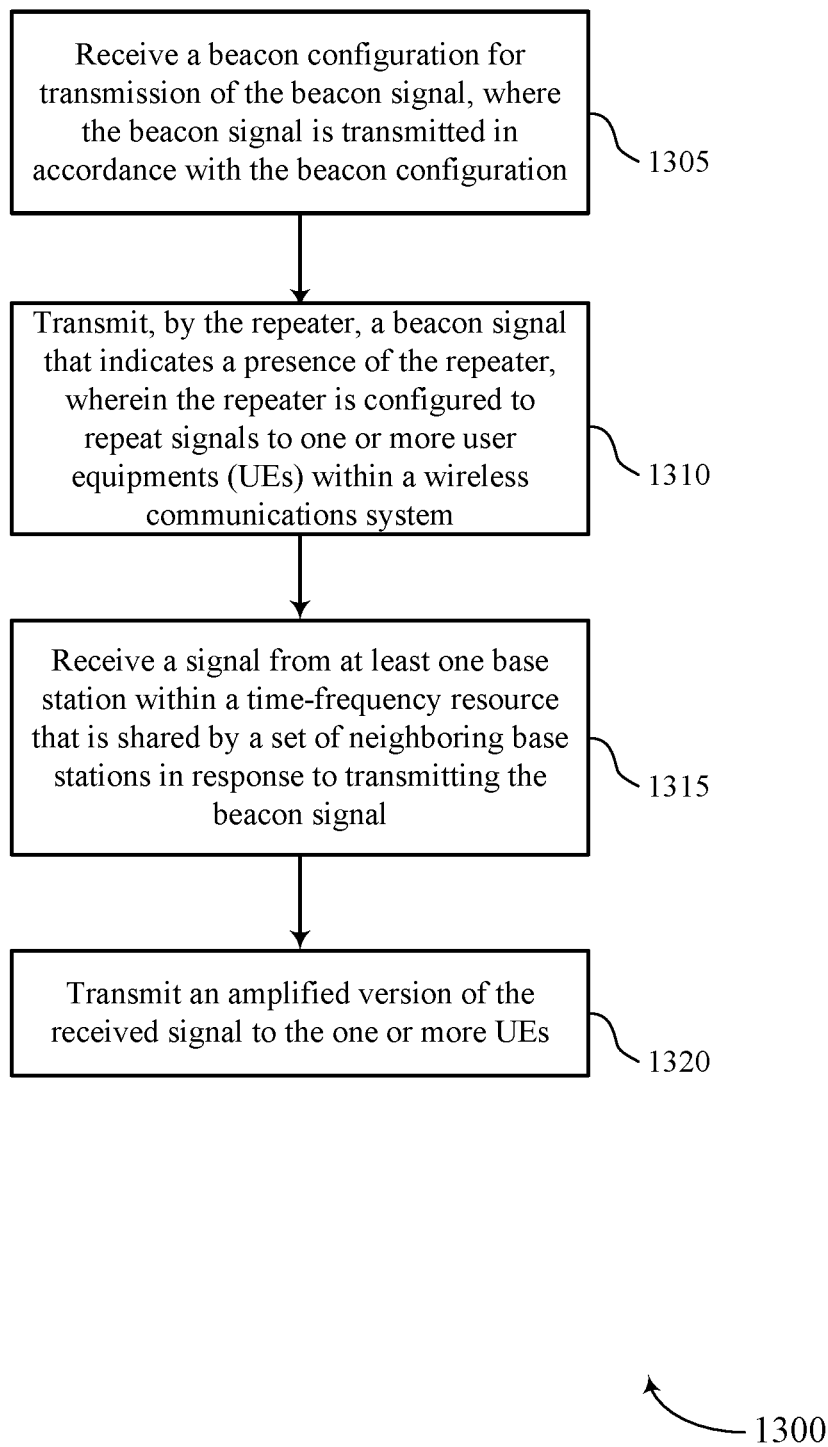 Receive a beacon configuration for
transmission of the beacon signal, where
the beacon signal is transmitted in
accordance with the beacon configuration
1305
Transmit, by the repeater, a beacon signal
that indicates a presence of the repeater,
wherein the repeater is configured to
repeat signals to one or more user
equipments (UEs) within a wireless
communications system
1310
Receive a signal from at least one base
station within a time-frequency resource
that is shared by a set of neighboring base
stations in response to transmitting the
beacon signal
1315
Transmit an amplified version of the
received signal to the one or more UEs
1320
1300